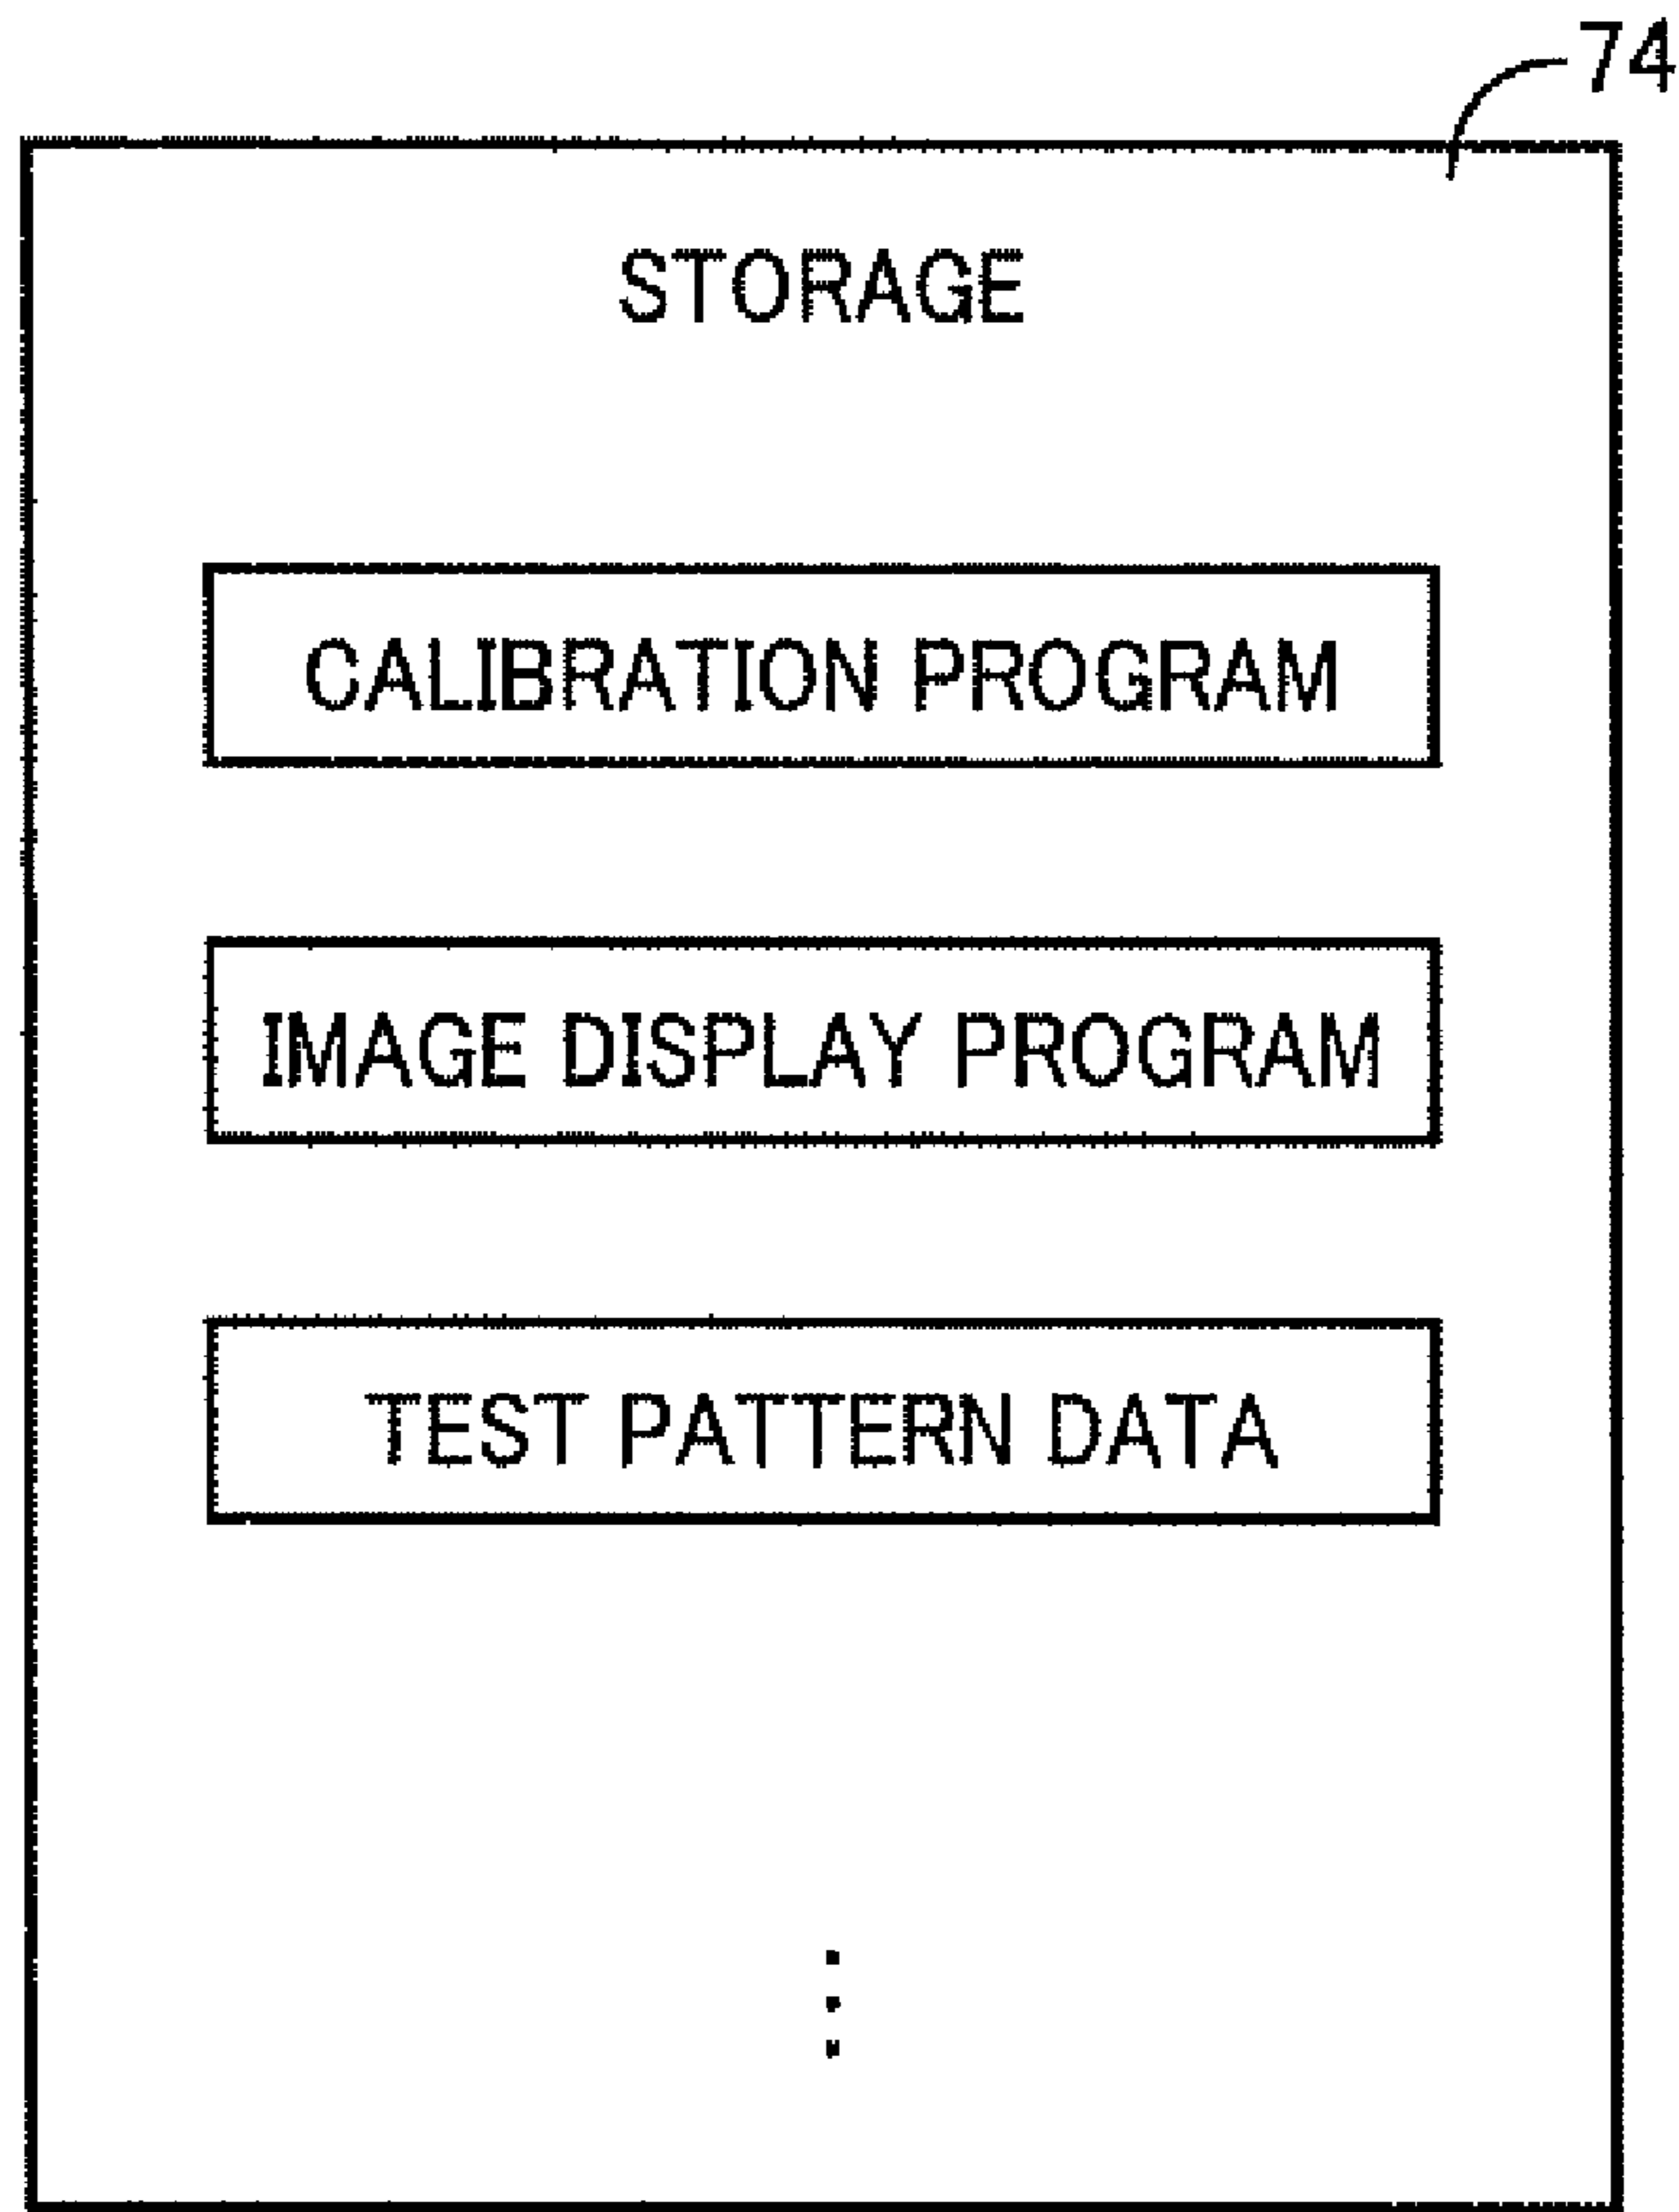 74
STORAGE
CALIBRATION PROGRAM
IMAGE DISPLAY PROGRAM
TEST PATTERN DATA